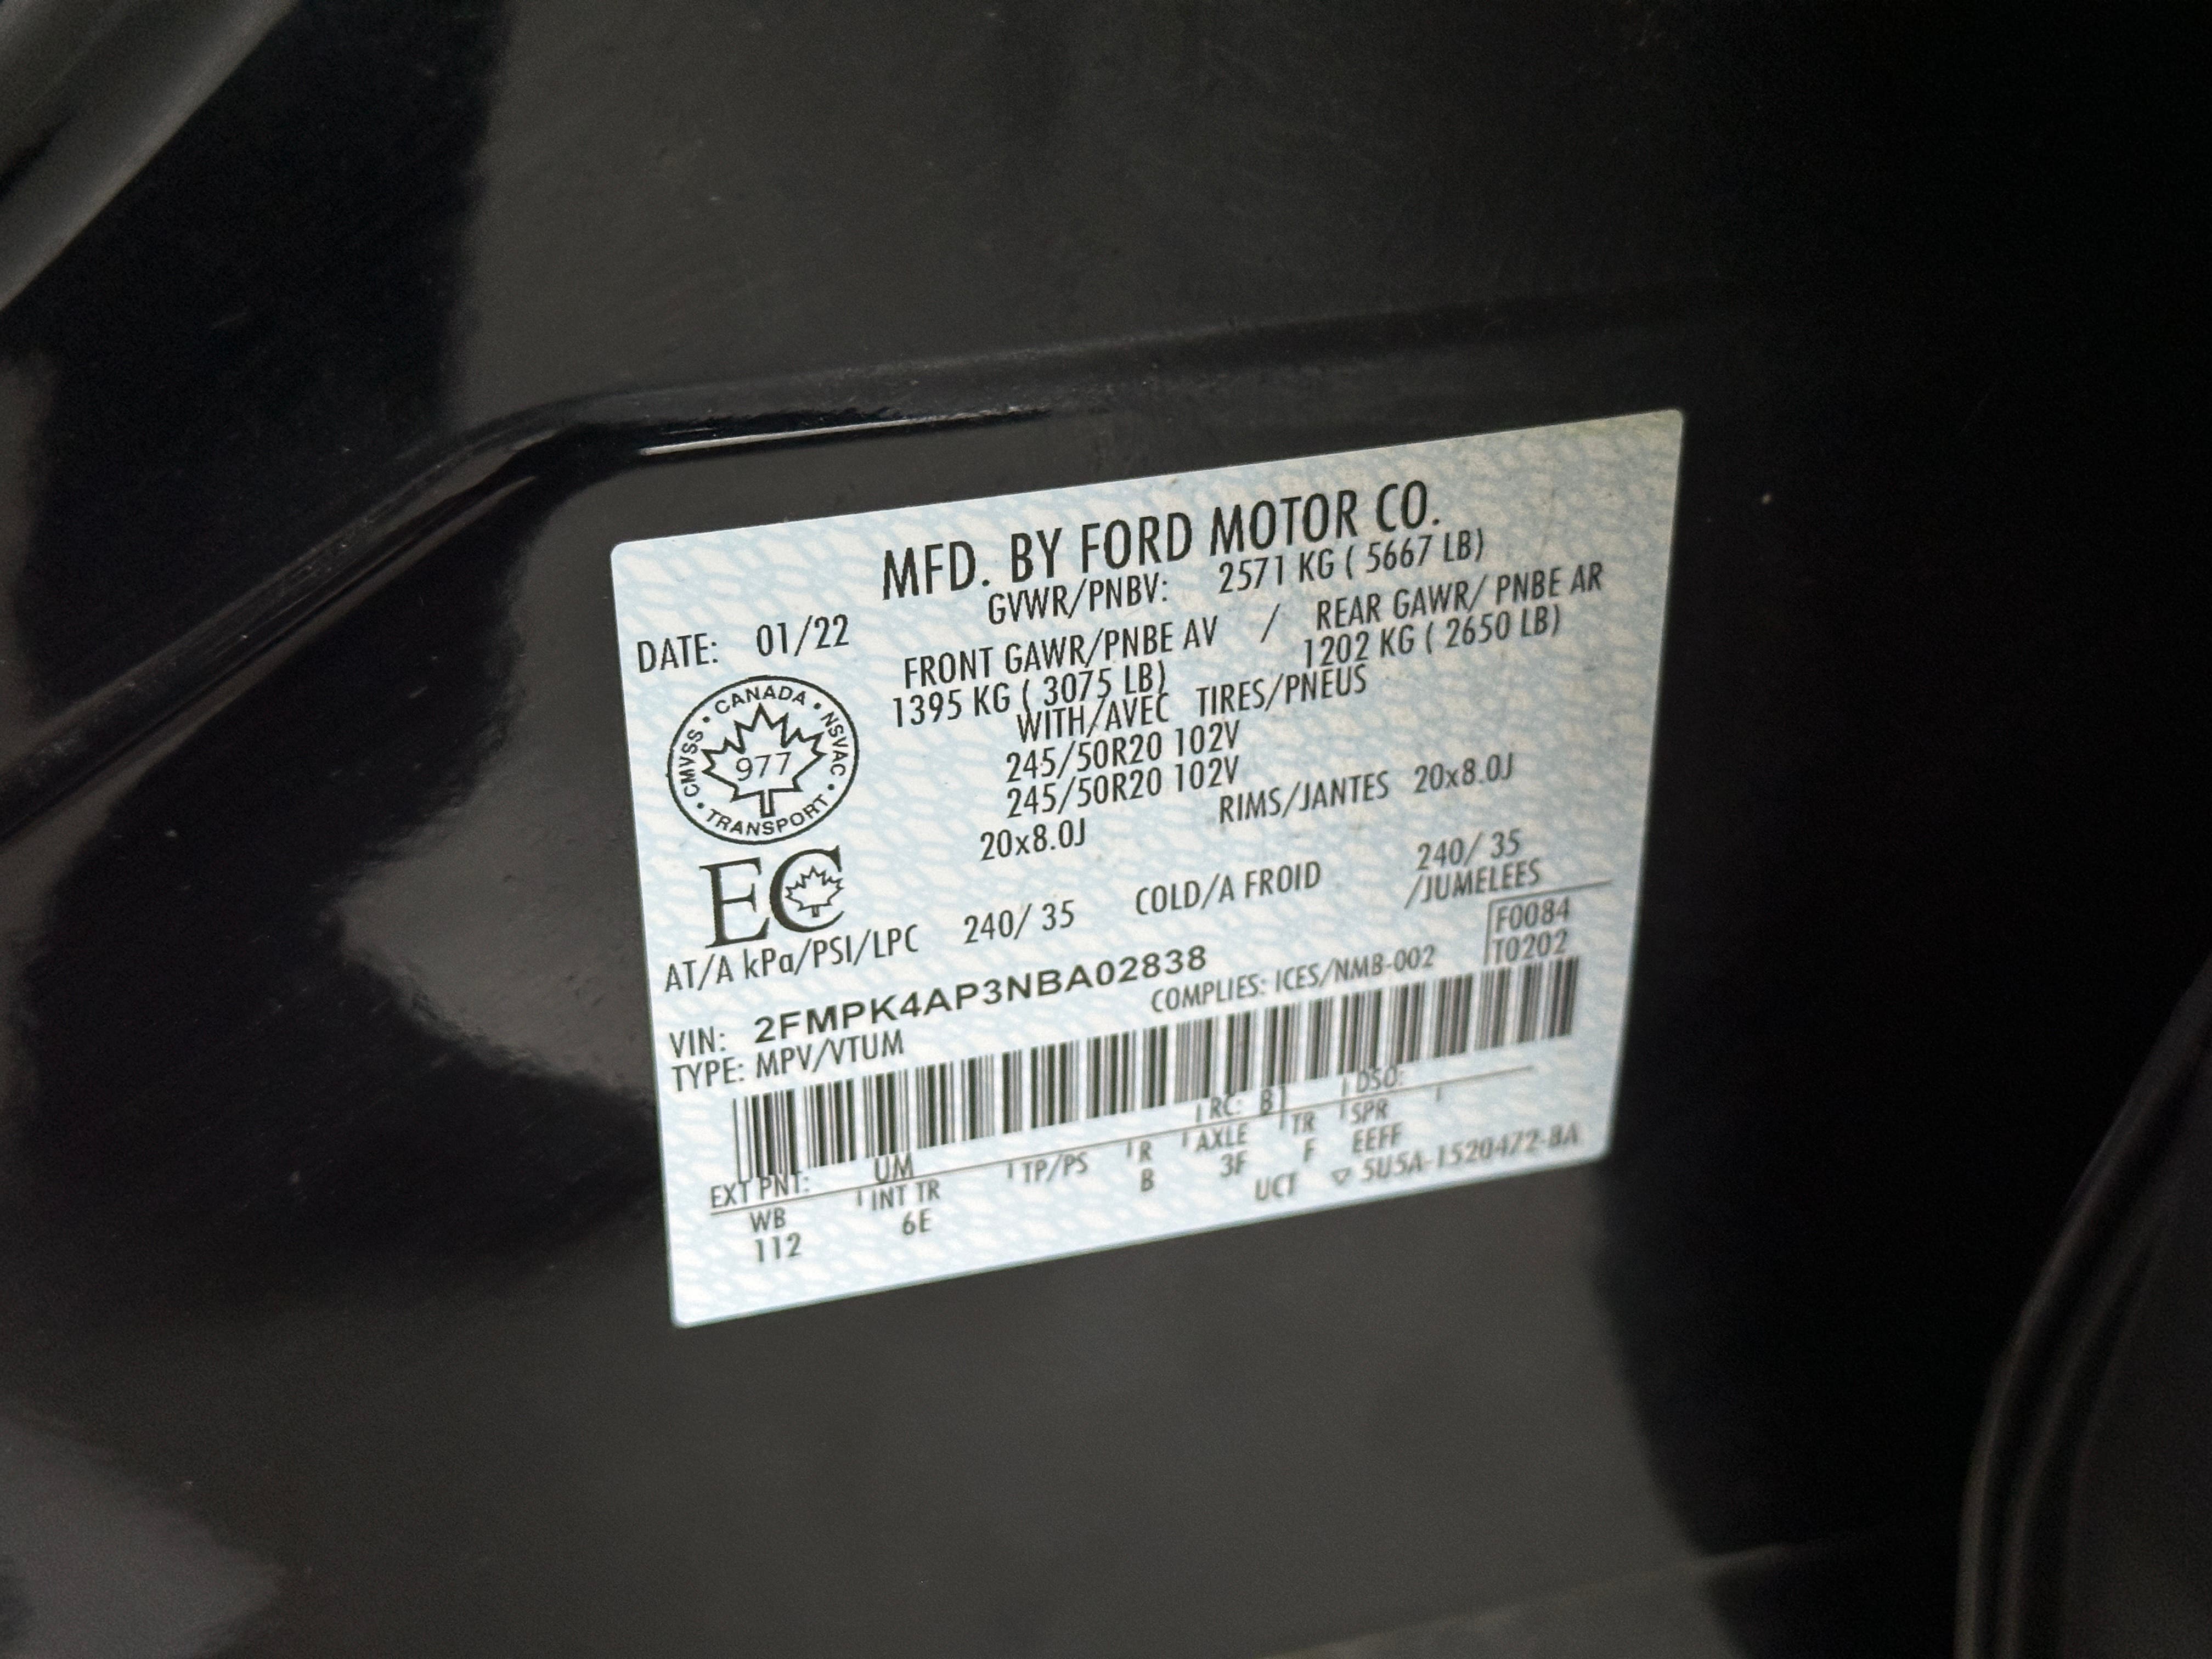 MFD. BY FORD MOTOR CO.
DATE: 01/22
GVWR/PNBV: 2571 KG ( 5667 LB)
FRONT GAWR/PNBE AV / REAR GAWR/ PNBE AR
1395 KG ( 3075 LB) 1202 KG ( 2650 LB)
WITH/AVEC TIRES/PNEUS
245/50R20 102V
245/50R20 102V
20x8.0J RIMS/JANTES 20x8.0J
CANADA • NSVAC • TRANSPORT • CMVSS •
977
EC
AT/A kPa/PSI/LPC 240/ 35 COLD/A FROID 240/ 35
/JUMELEES
F0084
T0202
VIN: 2FMPK4AP3NBA02838
COMPLIES: ICES/NMB-002
TYPE: MPV/VTUM
EXT PNT: UM RC: B1 DSO:
WB INT TR TP/PS R AXLE TR SPR
112 6E B 3F F EEFF
UCT ▽ 5U5A-1520472-BA